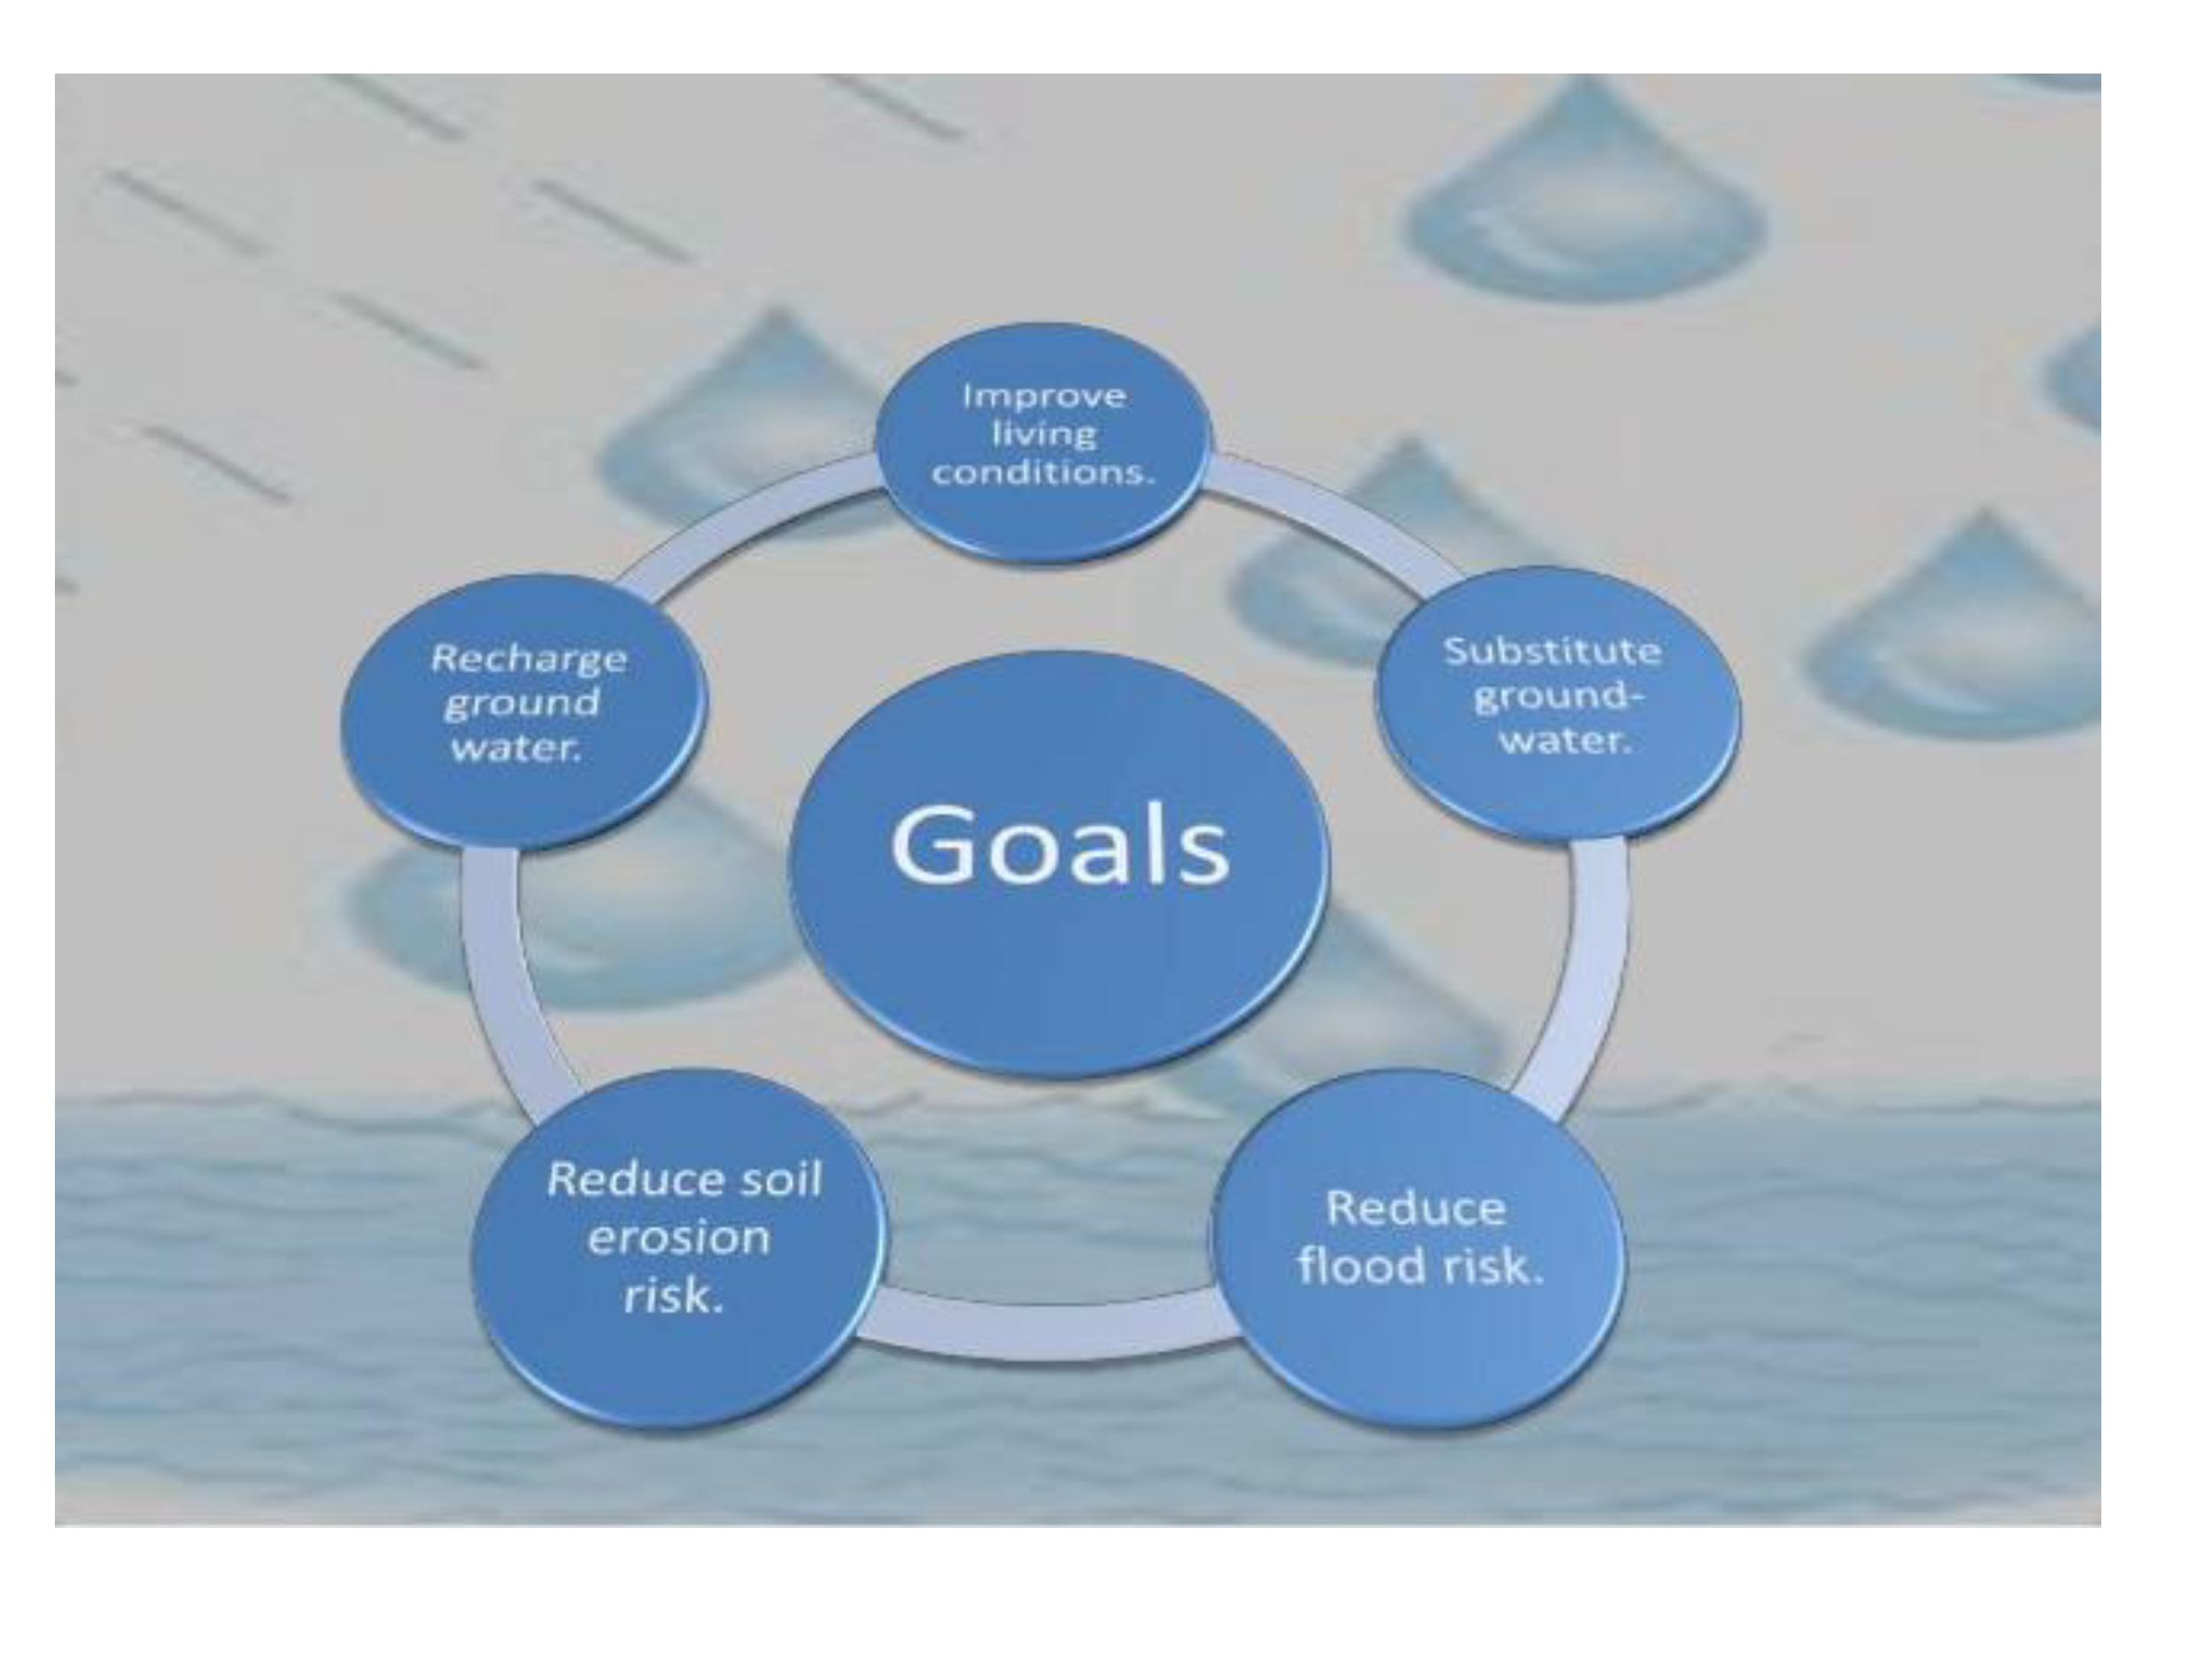 Improve
living
conditions.
Substitute
ground-
water.
Reduce
flood risk.
Reduce soil
erosion
risk.
Recharge
ground
water.
Goals